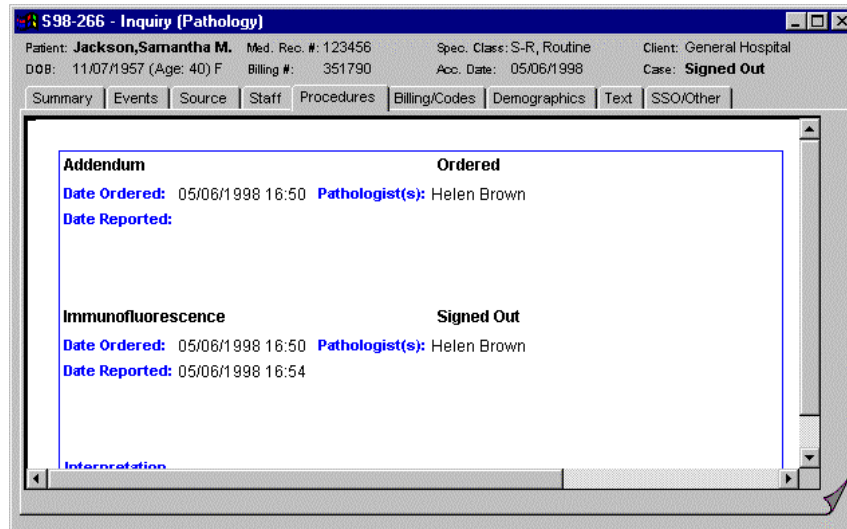 S98-266 - Inquiry (Pathology)
Patient: Jackson,Samantha M. Med. Rec. #: 123456 Spec. Class: S-R, Routine Client: General Hospital
DOB: 11/07/1957 (Age: 40) F Billing #: 351790 Acc. Date: 05/06/1998 Case: Signed Out
Summary Events Source Staff Procedures Billing/Codes Demographics Text SSO/Other
Addendum Ordered
Date Ordered: 05/06/1998 16:50 Pathologist(s): Helen Brown
Date Reported:
Immunofluorescence Signed Out
Date Ordered: 05/06/1998 16:50 Pathologist(s): Helen Brown
Date Reported: 05/06/1998 16:54
Interpretation